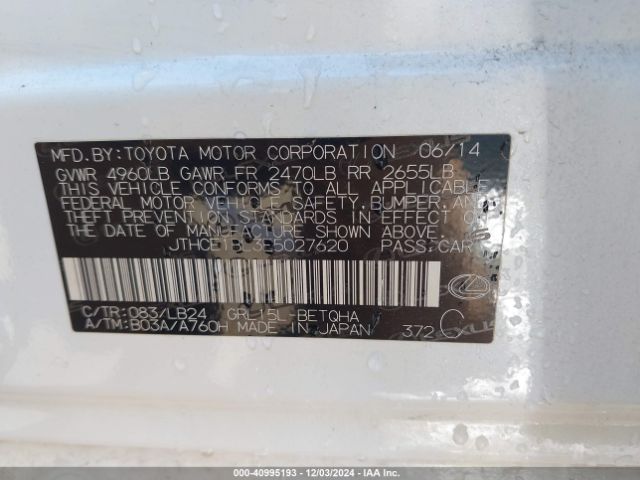 MFD.BY:TOYOTA MOTOR CORPORATION 06/14
GVWR 4960LB GAWR FR 2470LB RR 2655LB
THIS VEHICLE CONFORMS TO ALL APPLICABLE
FEDERAL MOTOR VEHICLE SAFETY, BUMPER, AND
THEFT PREVENTION STANDARDS IN EFFECT ON
THE DATE OF MANUFACTURE SHOWN ABOVE.
PASS.CAR
C/TR:083/LB24 GRL15L-BETQHA
A/TM:B03A/A760H MADE IN JAPAN 372
000-40995193 - 12/03/2024 - IAA Inc.